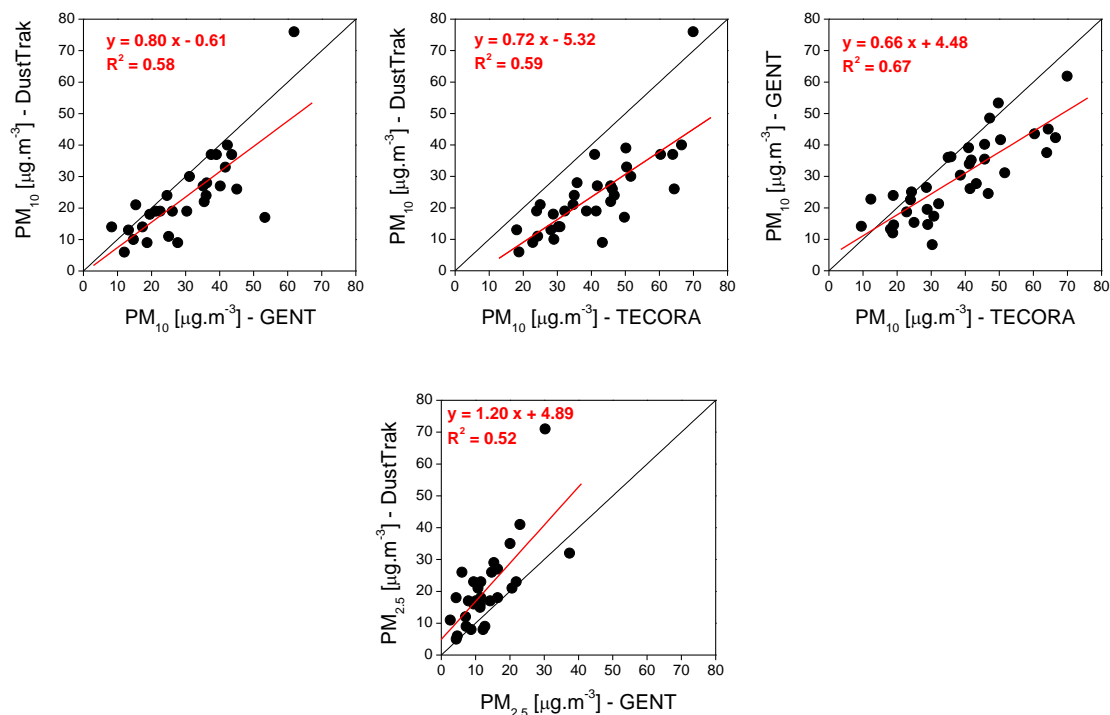 y = 0.80 x - 0.61
R² = 0.58
PM₁₀ [μg.m⁻³] - DustTrak
80
70
60
50
40
30
20
10
0
0 10 20 30 40 50 60 70 80
PM₁₀ [μg.m⁻³] - GENT
y = 0.72 x - 5.32
R² = 0.59
PM₁₀ [μg.m⁻³] - DustTrak
80
70
60
50
40
30
20
10
0
0 10 20 30 40 50 60 70 80
PM₁₀ [μg.m⁻³] - TECORA
y = 0.66 x + 4.48
R² = 0.67
PM₁₀ [μg.m⁻³] - GENT
80
70
60
50
40
30
20
10
0
0 10 20 30 40 50 60 70 80
PM₁₀ [μg.m⁻³] - TECORA
y = 1.20 x + 4.89
R² = 0.52
PM₂.₅ [μg.m⁻³] - DustTrak
80
70
60
50
40
30
20
10
0
0 10 20 30 40 50 60 70 80
PM₂.₅ [μg.m⁻³] - GENT